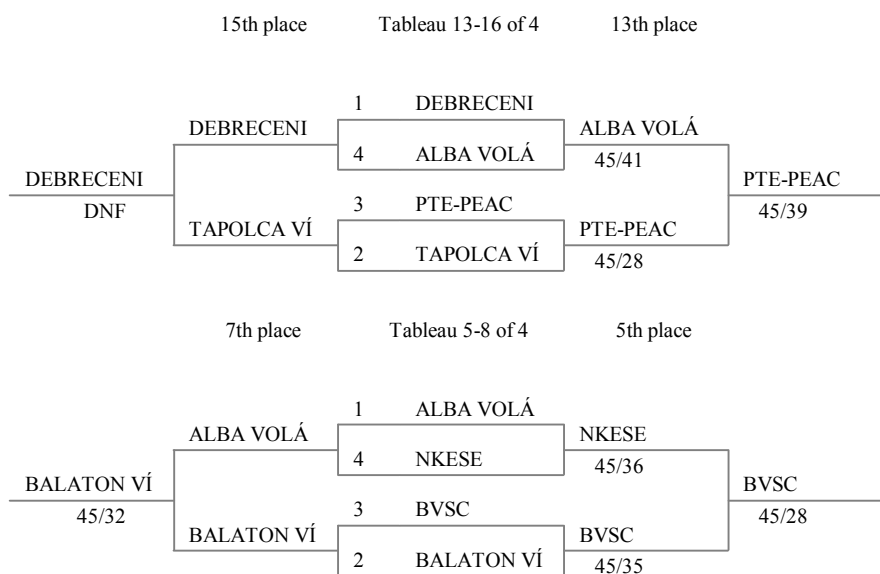 15th place Tableau 13-16 of 4 13th place
1 DEBRECENI
DEBRECENI ALBA VOLÁ
4 ALBA VOLÁ 45/41
DEBRECENI PTE-PEAC
DNF 3 PTE-PEAC 45/39
TAPOLCA VÍ PTE-PEAC
2 TAPOLCA VÍ 45/28
7th place Tableau 5-8 of 4 5th place
1 ALBA VOLÁ
ALBA VOLÁ NKESE
4 NKESE 45/36
BALATON VÍ BVSC
45/32 3 BVSC 45/28
BALATON VÍ BVSC
2 BALATON VÍ 45/35